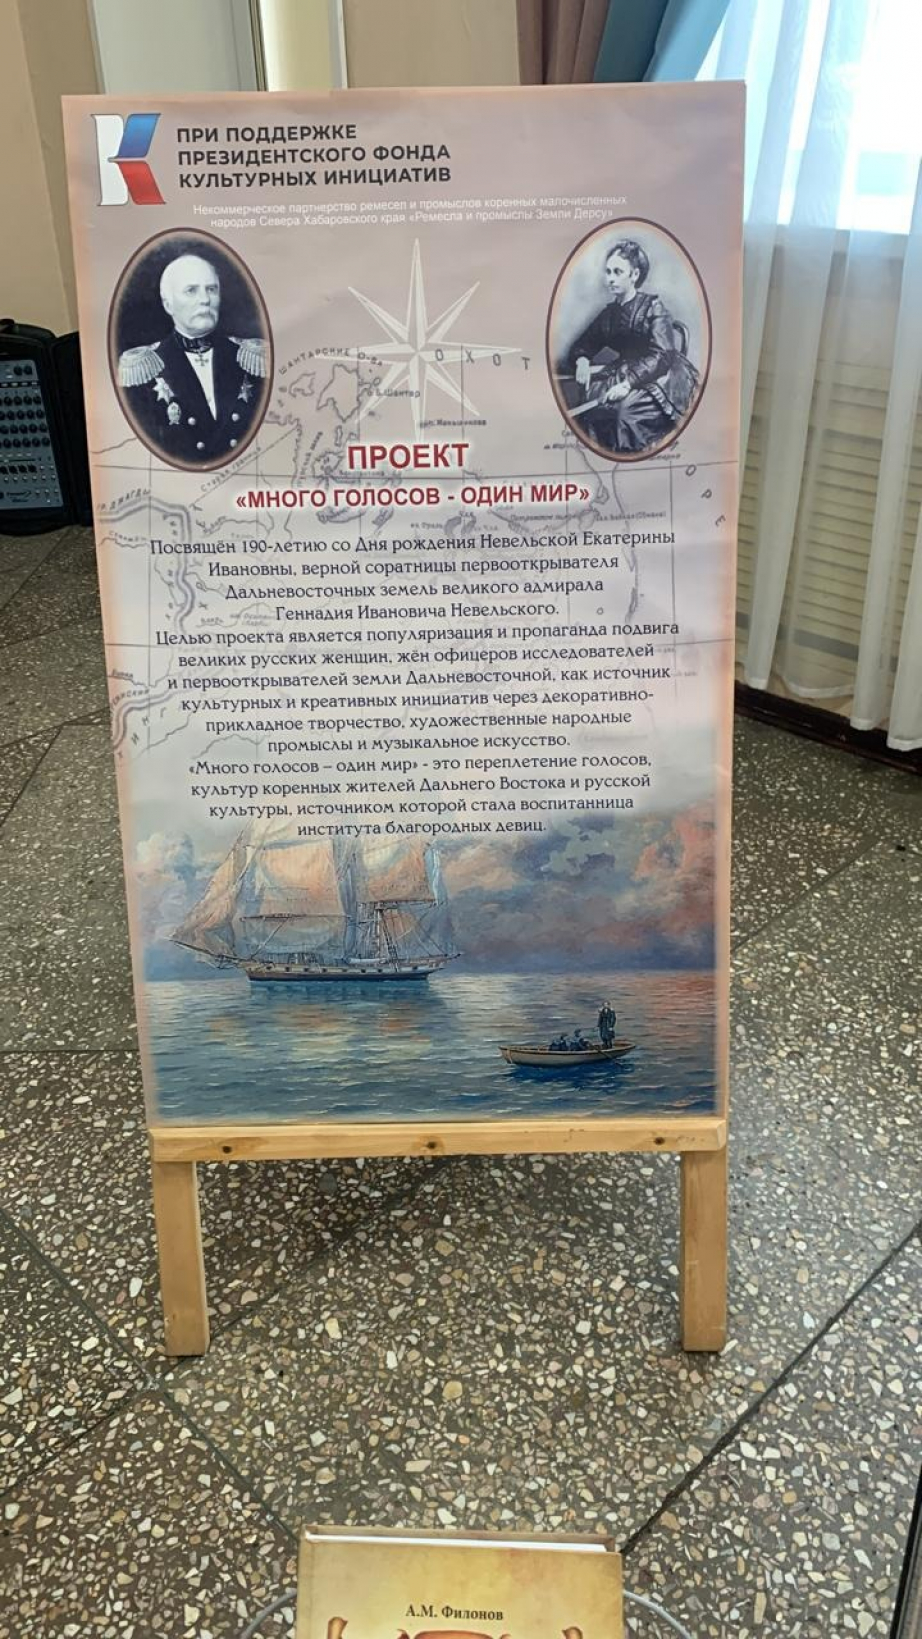 ПРИ ПОДДЕРЖКЕ
ПРЕЗИДЕНТСКОГО ФОНДА
КУЛЬТУРНЫХ ИНИЦИАТИВ
Некоммерческое партнерство ремесел и промыслов коренных малочисленных
народов Севера Хабаровского края «Ремесла и промыслы Земли Дерсу»
ШАНТАРСКИЕ О-ВА
О Х О Т
о.Б.Шантар
Старая граница
ПРОЕКТ
«МНОГО ГОЛОСОВ - ОДИН МИР»
Посвящён 190-летию со Дня рождения Невельской Екатерины
Ивановны, верной соратницы первооткрывателя
Дальневосточных земель великого адмирала
Геннадия Ивановича Невельского.
Целью проекта является популяризация и пропаганда подвига
великих русских женщин, жён офицеров исследователей
и первооткрывателей земли Дальневосточной, как источник
культурных и креативных инициатив через декоративно-
прикладное творчество, художественные народные
промыслы и музыкальное искусство.
«Много голосов – один мир» - это переплетение голосов,
культур коренных жителей Дальнего Востока и русской
культуры, источником которой стала воспитанница
института благородных девиц.
А.М. Филонов